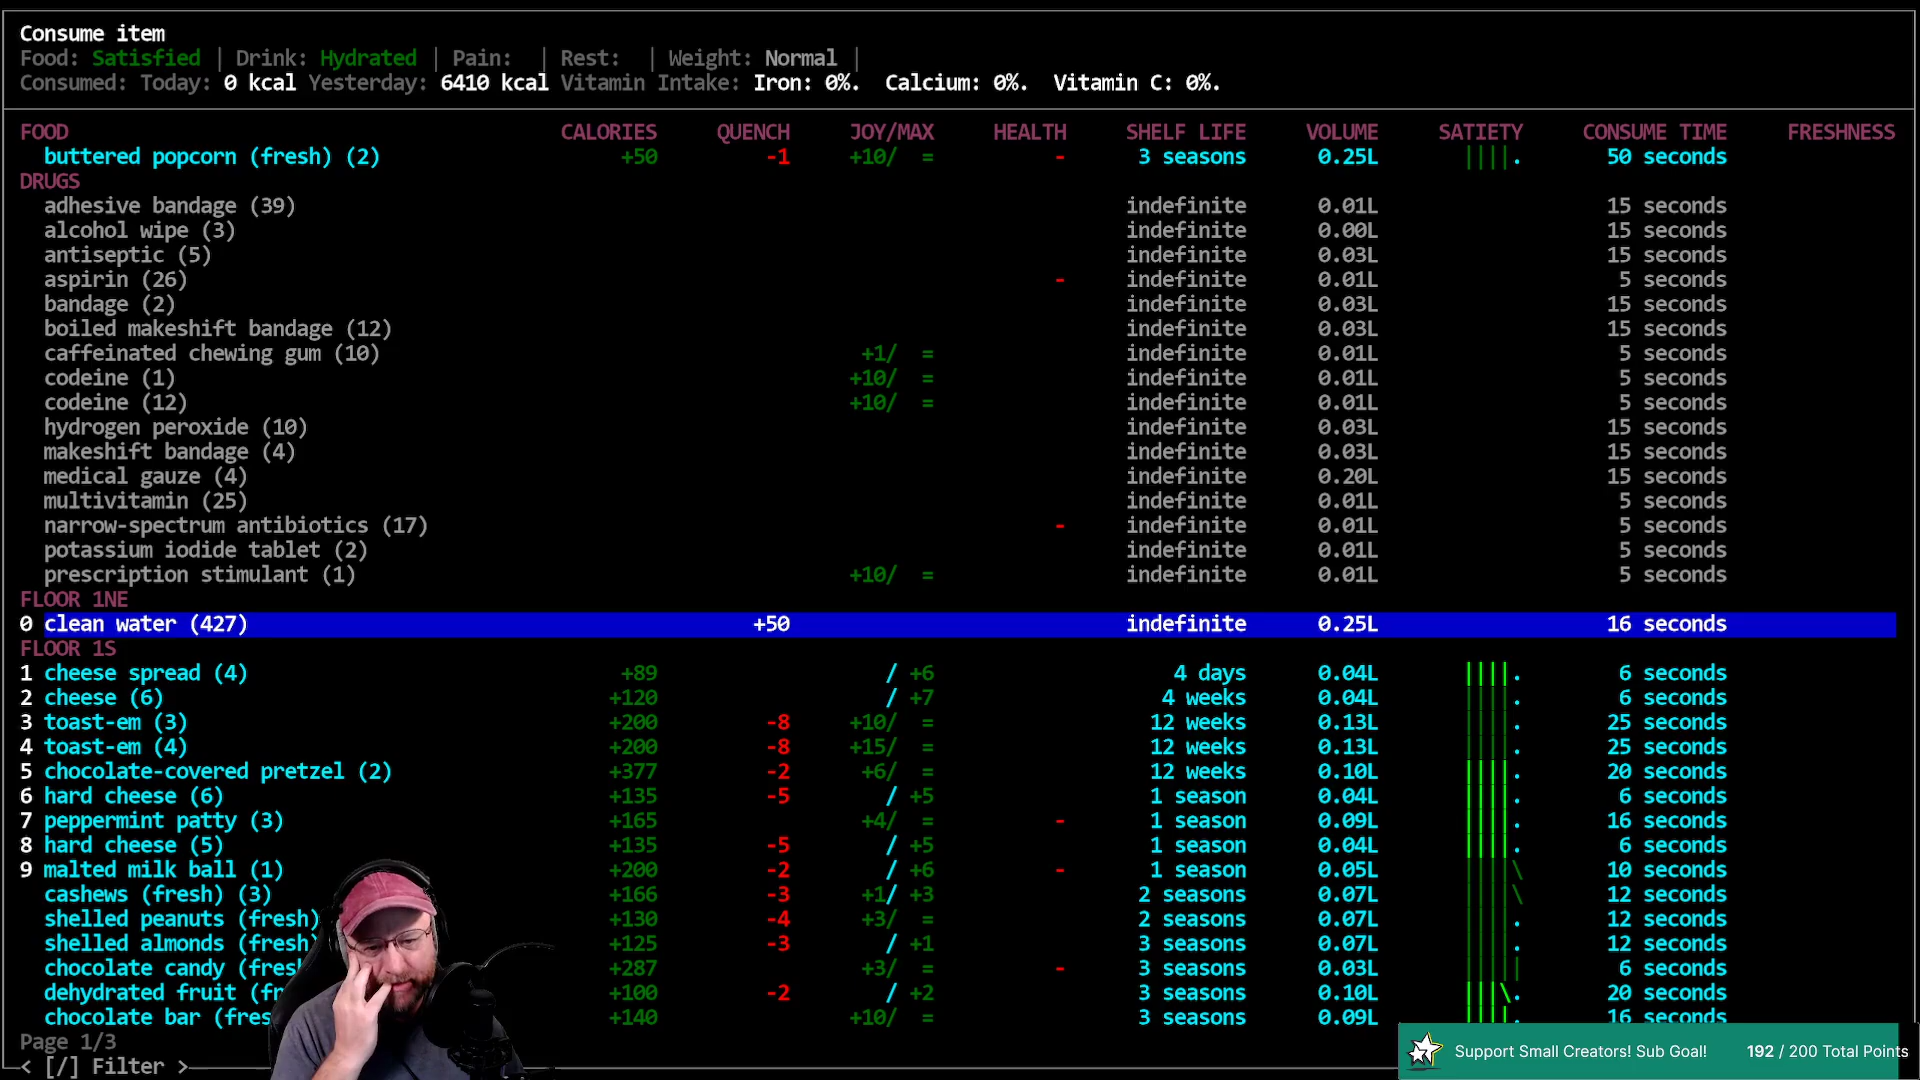 Consume item
Food: Satisfied | Drink: Hydrated | Pain: | Rest: | Weight: Normal |
Consumed: Today: 0 kcal Yesterday: 6410 kcal Vitamin Intake: Iron: 0%. Calcium: 0%. Vitamin C: 0%.
FOOD CALORIES QUENCH JOY/MAX HEALTH SHELF LIFE VOLUME SATIETY CONSUME TIME FRESHNESS
buttered popcorn (fresh) (2) +50 -1 +10/ = - 3 seasons 0.25L ||||. 50 seconds
DRUGS
adhesive bandage (39) indefinite 0.01L 15 seconds
alcohol wipe (3) indefinite 0.00L 15 seconds
antiseptic (5) indefinite 0.03L 15 seconds
aspirin (26) - indefinite 0.01L 5 seconds
bandage (2) indefinite 0.03L 15 seconds
boiled makeshift bandage (12) indefinite 0.03L 15 seconds
caffeinated chewing gum (10) +1/ = indefinite 0.01L 5 seconds
codeine (1) +10/ = indefinite 0.01L 5 seconds
codeine (12) +10/ = indefinite 0.01L 5 seconds
hydrogen peroxide (10) indefinite 0.03L 15 seconds
makeshift bandage (4) indefinite 0.03L 15 seconds
medical gauze (4) indefinite 0.20L 15 seconds
multivitamin (25) indefinite 0.01L 5 seconds
narrow-spectrum antibiotics (17) - indefinite 0.01L 5 seconds
potassium iodide tablet (2) indefinite 0.01L 5 seconds
prescription stimulant (1) +10/ = indefinite 0.01L 5 seconds
FLOOR 1NE
0 clean water (427) +50 indefinite 0.25L 16 seconds
FLOOR 1S
1 cheese spread (4) +89 / +6 4 days 0.04L ||||. 6 seconds
2 cheese (6) +120 / +7 4 weeks 0.04L ||||. 6 seconds
3 toast-em (3) +200 -8 +10/ = 12 weeks 0.13L ||||. 25 seconds
4 toast-em (4) +200 -8 +15/ = 12 weeks 0.13L ||||. 25 seconds
5 chocolate-covered pretzel (2) +377 -2 +6/ = 12 weeks 0.10L ||||. 20 seconds
6 hard cheese (6) +135 -5 / +5 1 season 0.04L ||||. 6 seconds
7 peppermint patty (3) +165 +4/ = - 1 season 0.09L ||||. 16 seconds
8 hard cheese (5) +135 -5 / +5 1 season 0.04L ||||. 6 seconds
9 malted milk ball (1) +200 -2 / +6 - 1 season 0.05L ||||\ 10 seconds
cashews (fresh) (3) +166 -3 +1/ +3 2 seasons 0.07L ||||\ 12 seconds
shelled peanuts (fresh) +130 -4 +3/ = 2 seasons 0.07L ||||. 12 seconds
shelled almonds (fresh) +125 -3 / +1 3 seasons 0.07L ||||. 12 seconds
chocolate candy (fres +287 +3/ = - 3 seasons 0.03L ||||| 6 seconds
dehydrated fruit (fr +100 -2 / +2 3 seasons 0.10L |||\. 20 seconds
chocolate bar (fres +140 +10/ = 3 seasons 0.09L ||||. 16 seconds
Page 1/3
< [/] Filter >
Support Small Creators! Sub Goal! 192 / 200 Total Points